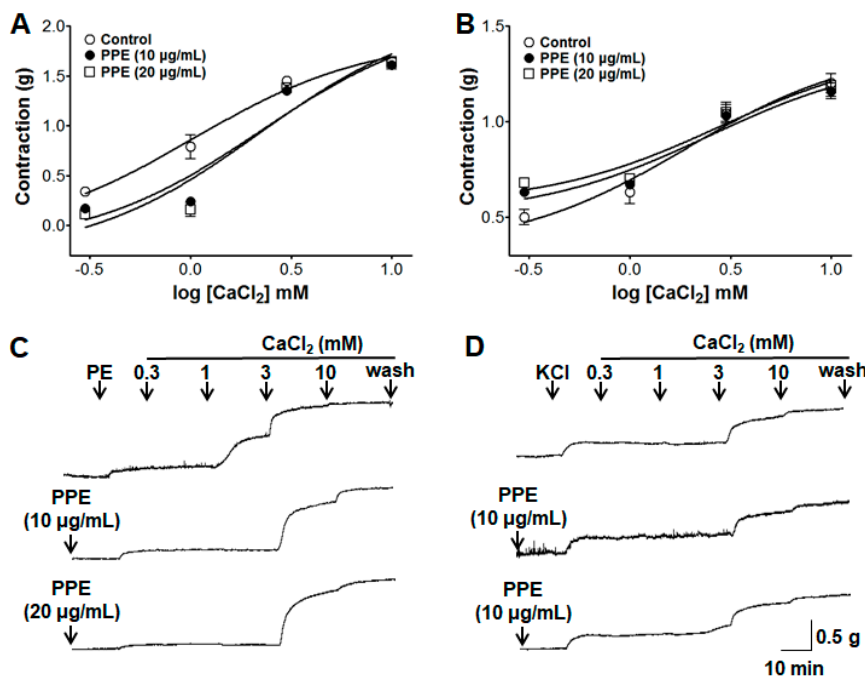 A
2.0
1.5
1.0
0.5
0.0
Contraction (g)
Control
PPE (10 µg/mL)
PPE (20 µg/mL)
-0.5
0.0
0.5
1.0
log [CaCl₂] mM
B
1.5
1.0
0.5
Contraction (g)
Control
PPE (10 µg/mL)
PPE (20 µg/mL)
-0.5
0.0
0.5
1.0
log [CaCl₂] mM
C
CaCl₂ (mM)
PE
0.3
1
3
10
wash
PPE
(10 µg/mL)
PPE
(20 µg/mL)
D
CaCl₂ (mM)
KCl
0.3
1
3
10
wash
PPE
(10 µg/mL)
PPE
(10 µg/mL)
0.5 g
10 min